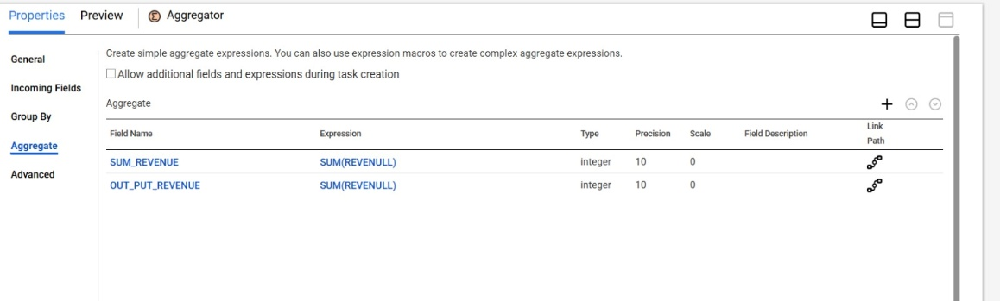 Properties Preview Aggregator
General
Incoming Fields
Group By
Aggregate
Advanced
Create simple aggregate expressions. You can also use expression macros to create complex aggregate expressions.
Allow additional fields and expressions during task creation
Aggregate
Field Name Expression Type Precision Scale Field Description Link Path
SUM_REVENUE SUM(REVENULL) integer 10 0
OUT_PUT_REVENUE SUM(REVENULL) integer 10 0